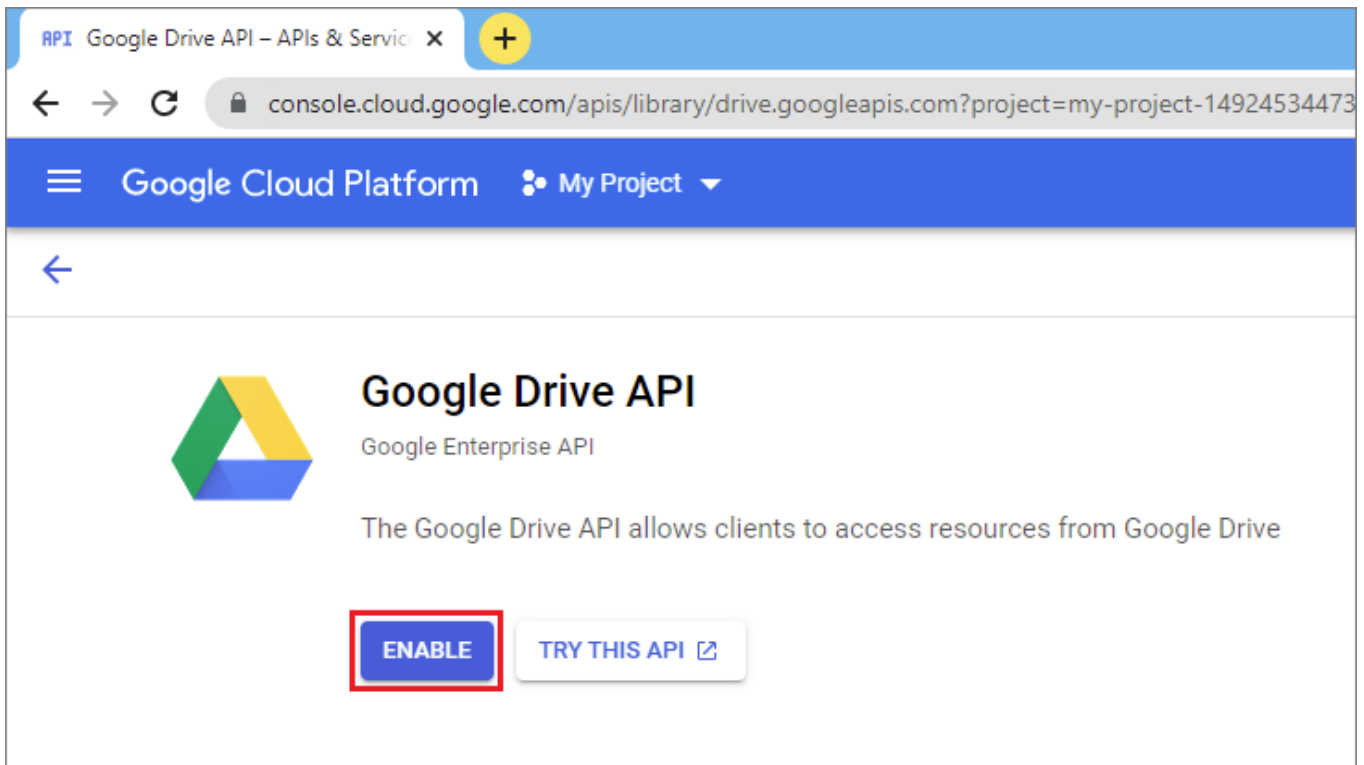 API Google Drive API – APIs & Servic
console.cloud.google.com/apis/library/drive.googleapis.com?project=my-project-14924534473
Google Cloud Platform My Project
Google Drive API
Google Enterprise API
The Google Drive API allows clients to access resources from Google Drive
ENABLE TRY THIS API